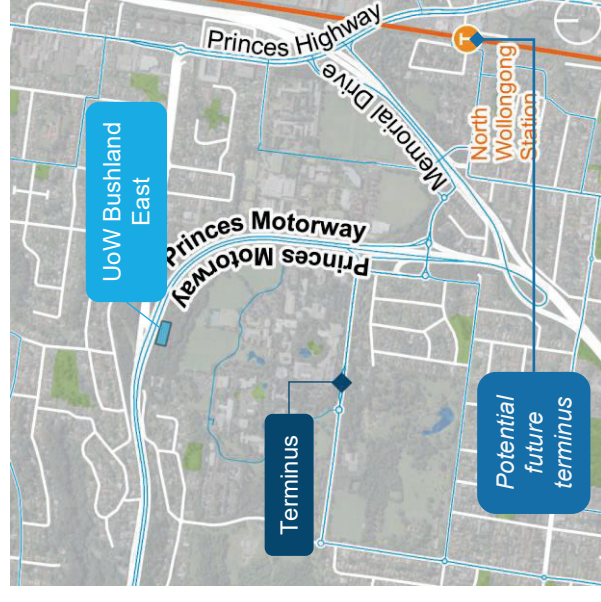 Princes Highway
Memorial Drive
T
North
Wollongong
Station
UoW Bushland
East
Princes Motorway
Princes Motorway
Terminus
Potential
future
terminus